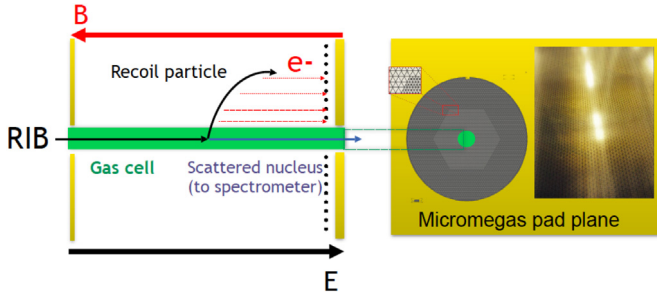 B
e-
Recoil particle
RIB
Gas cell
Scattered nucleus
(to spectrometer)
E
Micromegas pad plane